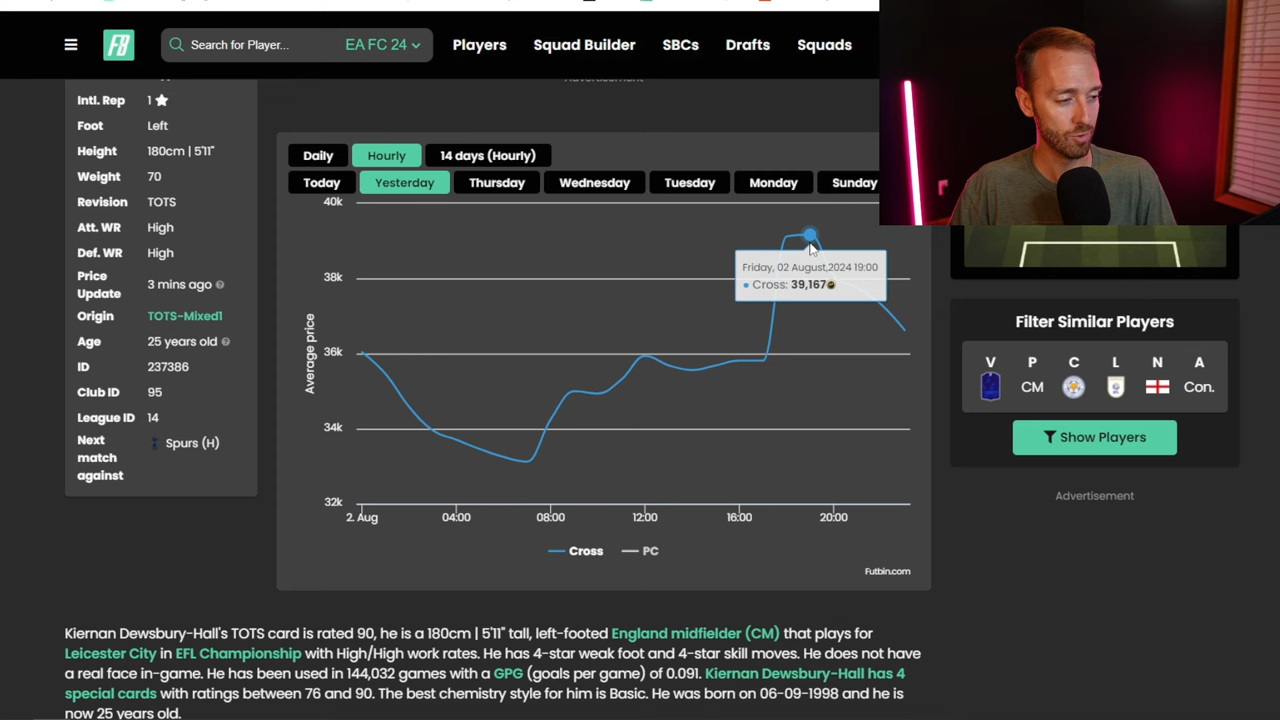 FB
Search for Player...
EA FC 24
Players
Squad Builder
SBCs
Drafts
Squads
Advertisement
Intl. Rep 1
Foot Left
Height 180cm | 5'11"
Weight 70
Revision TOTS
Att. WR High
Def. WR High
Price Update 3 mins ago
Origin TOTS-Mixed1
Age 25 years old
ID 237386
Club ID 95
League ID 14
Next match against Spurs (H)
Daily Hourly 14 days (Hourly)
Today Yesterday Thursday Wednesday Tuesday Monday Sunday
40k
38k
36k
34k
32k
Average price
Friday, 02 August,2024 19:00
Cross: 39,167
2. Aug 04:00 08:00 12:00 16:00 20:00
Cross PC
Futbin.com
Filter Similar Players
V P C L N A
CM Con.
Show Players
Advertisement
Kiernan Dewsbury-Hall's TOTS card is rated 90, he is a 180cm | 5'11" tall, left-footed England midfielder (CM) that plays for
Leicester City in EFL Championship with High/High work rates. He has 4-star weak foot and 4-star skill moves. He does not have
a real face in-game. He has been used in 144,032 games with a GPG (goals per game) of 0.091. Kiernan Dewsbury-Hall has 4
special cards with ratings between 76 and 90. The best chemistry style for him is Basic. He was born on 06-09-1998 and he is
now 25 years old.